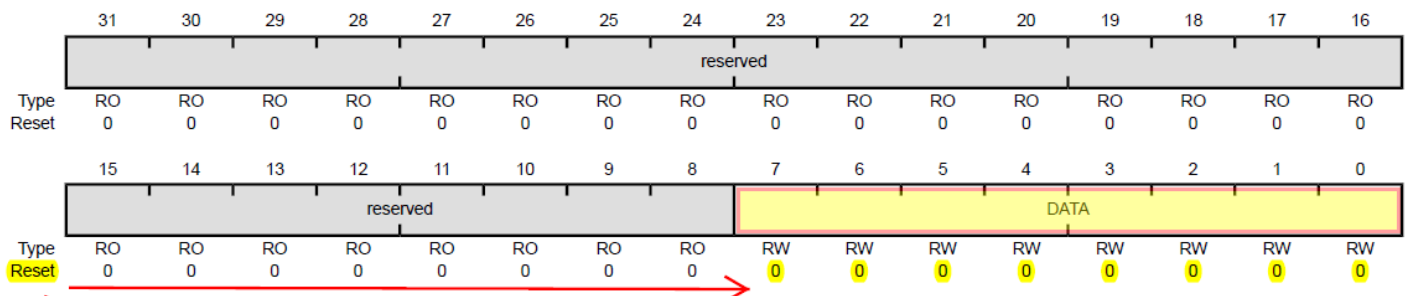 31 30 29 28 27 26 25 24 23 22 21 20 19 18 17 16
reserved
Type RO RO RO RO RO RO RO RO RO RO RO RO RO RO RO RO
Reset 0 0 0 0 0 0 0 0 0 0 0 0 0 0 0 0
15 14 13 12 11 10 9 8 7 6 5 4 3 2 1 0
reserved DATA
Type RO RO RO RO RO RO RO RO RW RW RW RW RW RW RW RW
Reset 0 0 0 0 0 0 0 0 0 0 0 0 0 0 0 0